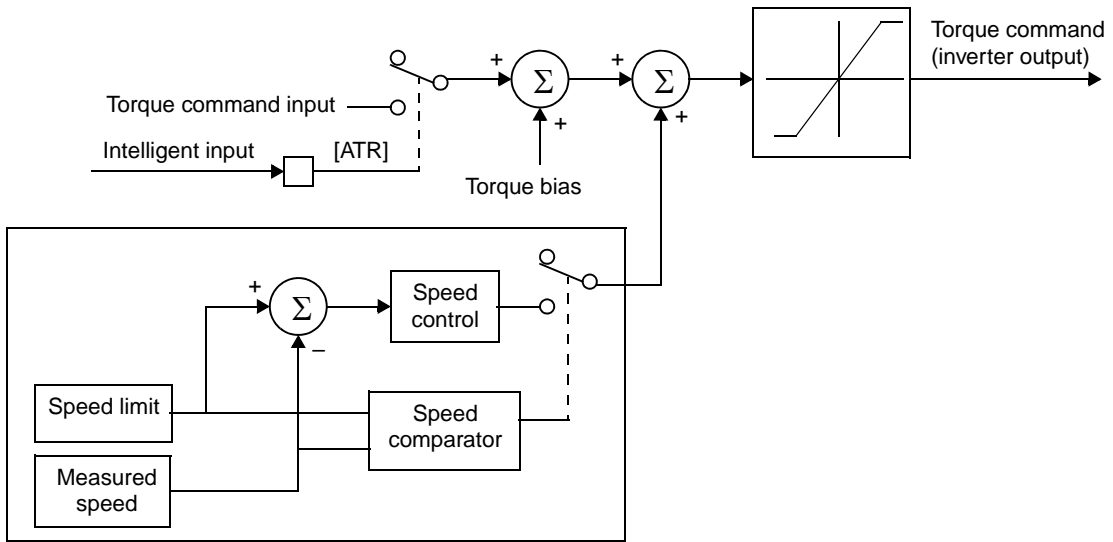 Torque command
(inverter output)
+
Σ
+
+
Σ
+
Torque command input
Intelligent input
[ATR]
Torque bias
+
Σ
−
Speed
control
Speed limit
Speed
comparator
Measured
speed